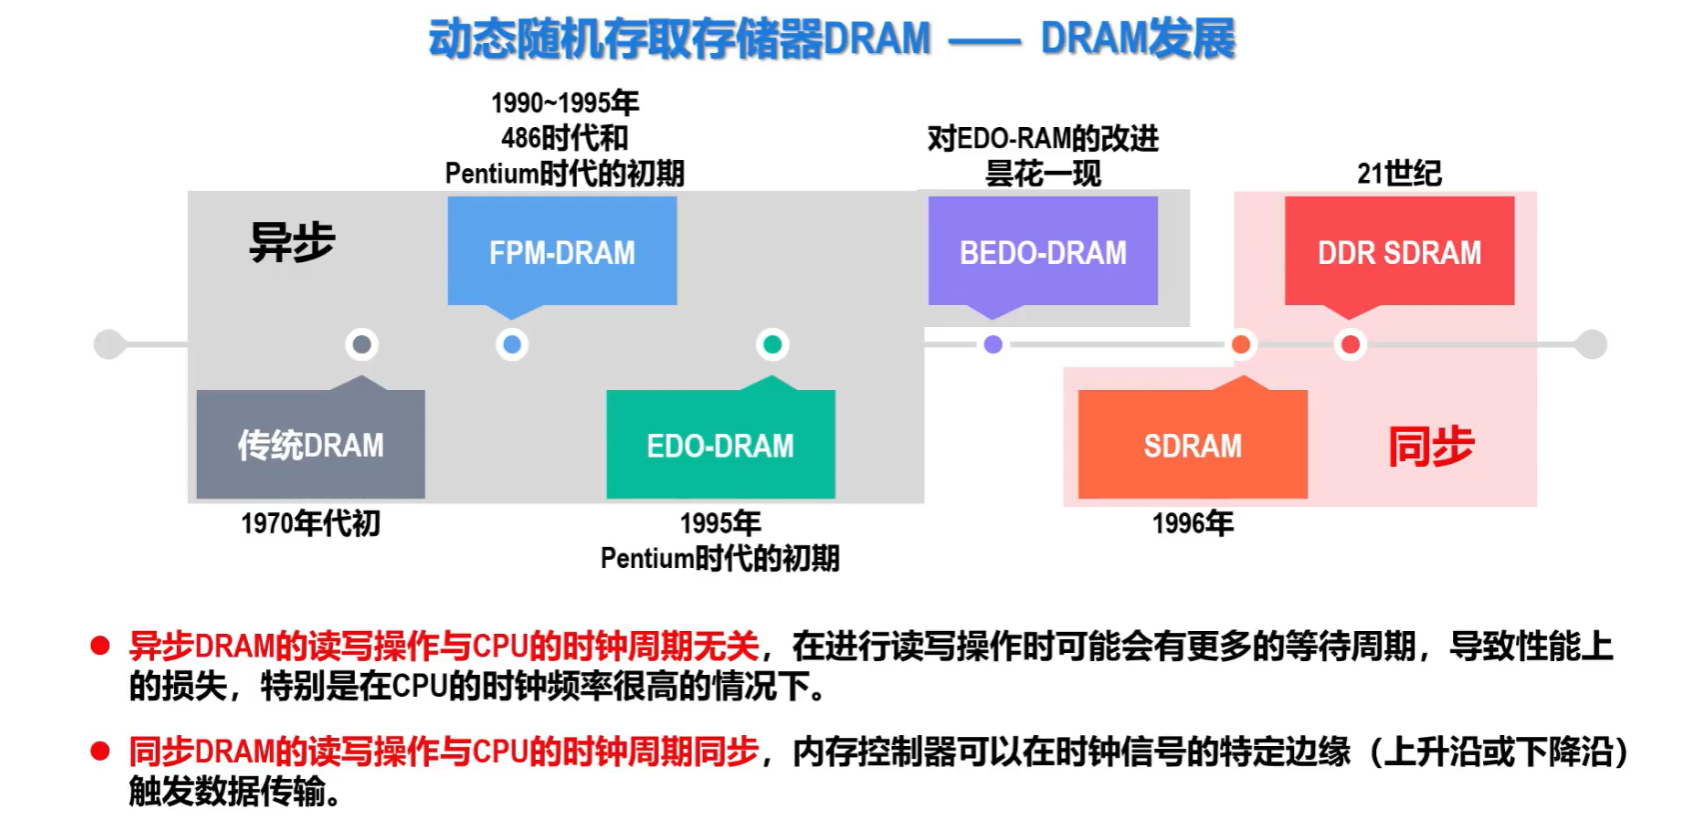 动态随机存取存储器DRAM —— DRAM发展
1990~1995年
486时代和
Pentium时代的初期
对EDO-RAM的改进
昙花一现
21世纪
异步
FPM-DRAM
BEDO-DRAM
DDR SDRAM
传统DRAM
EDO-DRAM
SDRAM
同步
1970年代初
1995年
Pentium时代的初期
1996年
● 异步DRAM的读写操作与CPU的时钟周期无关，在进行读写操作时可能会有更多的等待周期，导致性能上
的损失，特别是在CPU的时钟频率很高的情况下。
● 同步DRAM的读写操作与CPU的时钟周期同步，内存控制器可以在时钟信号的特定边缘（上升沿或下降沿）
触发数据传输。